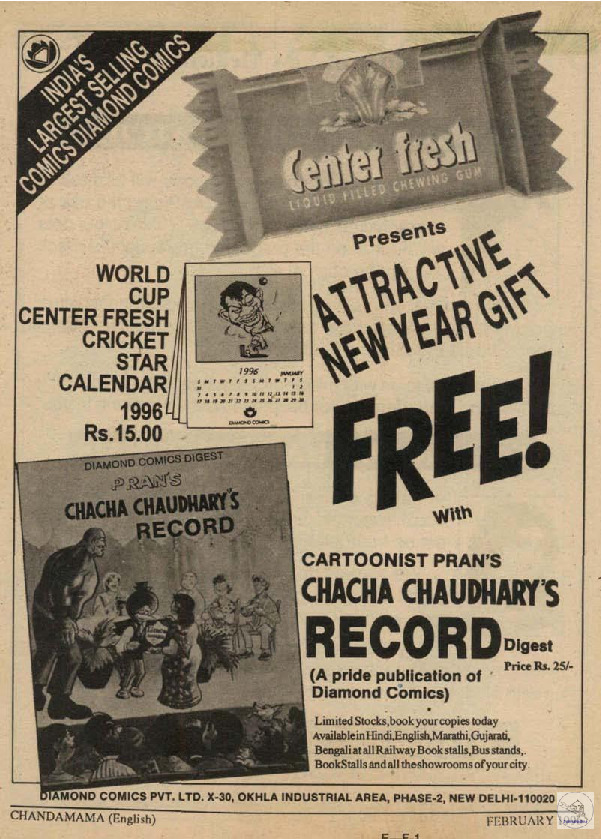 INDIA'S
LARGEST SELLING
COMICS DIAMOND COMICS
Center fresh
LIQUID FILLED CHEWING GUM
Presents
ATTRACTIVE
NEW YEAR GIFT
FREE!
With
WORLD
CUP
CENTER FRESH
CRICKET
STAR
CALENDAR
1996
Rs.15.00
1996 JANUARY
S M T W T F S S M T W T F S
DIAMOND COMICS
DIAMOND COMICS DIGEST
PRAN'S
CHACHA CHAUDHARY'S
RECORD
CARTOONIST PRAN'S
CHACHA CHAUDHARY'S
RECORD Digest
Price Rs. 25/-
(A pride publication of
Diamond Comics)
Limited Stocks,book your copies today
Available in Hindi,English,Marathi,Gujarati,
Bengali at all Railway Book stalls,Bus stands,.
BookStalls and all the showrooms of your city.
DIAMOND COMICS PVT. LTD. X-30, OKHLA INDUSTRIAL AREA, PHASE-2, NEW DELHI-110020
CHANDAMAMA (English)
FEBRUARY